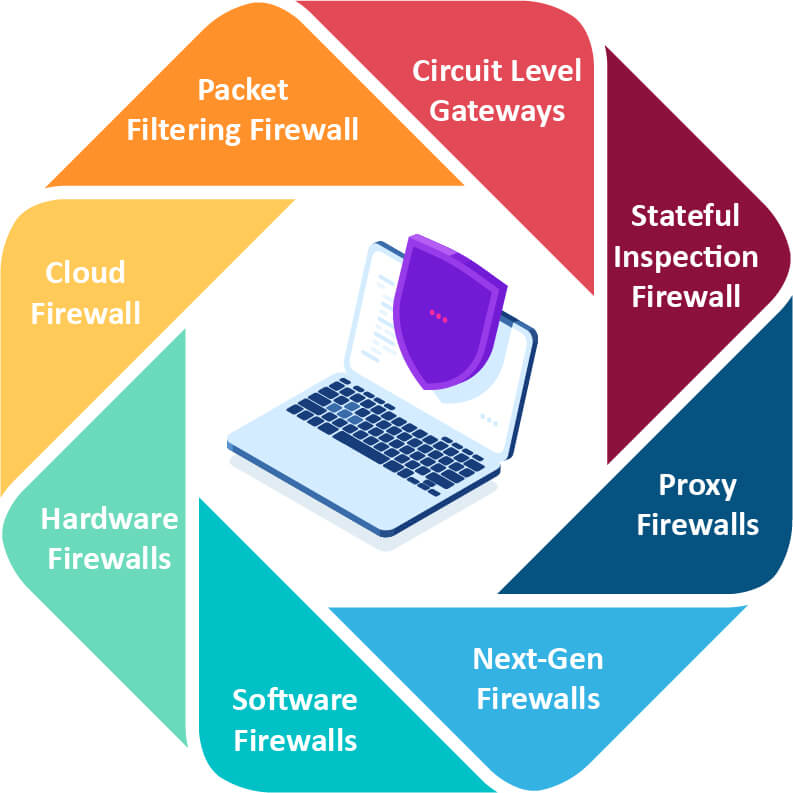 Packet
Filtering Firewall
Circuit Level
Gateways
Stateful
Inspection
Firewall
Proxy
Firewalls
Next-Gen
Firewalls
Software
Firewalls
Hardware
Firewalls
Cloud
Firewall